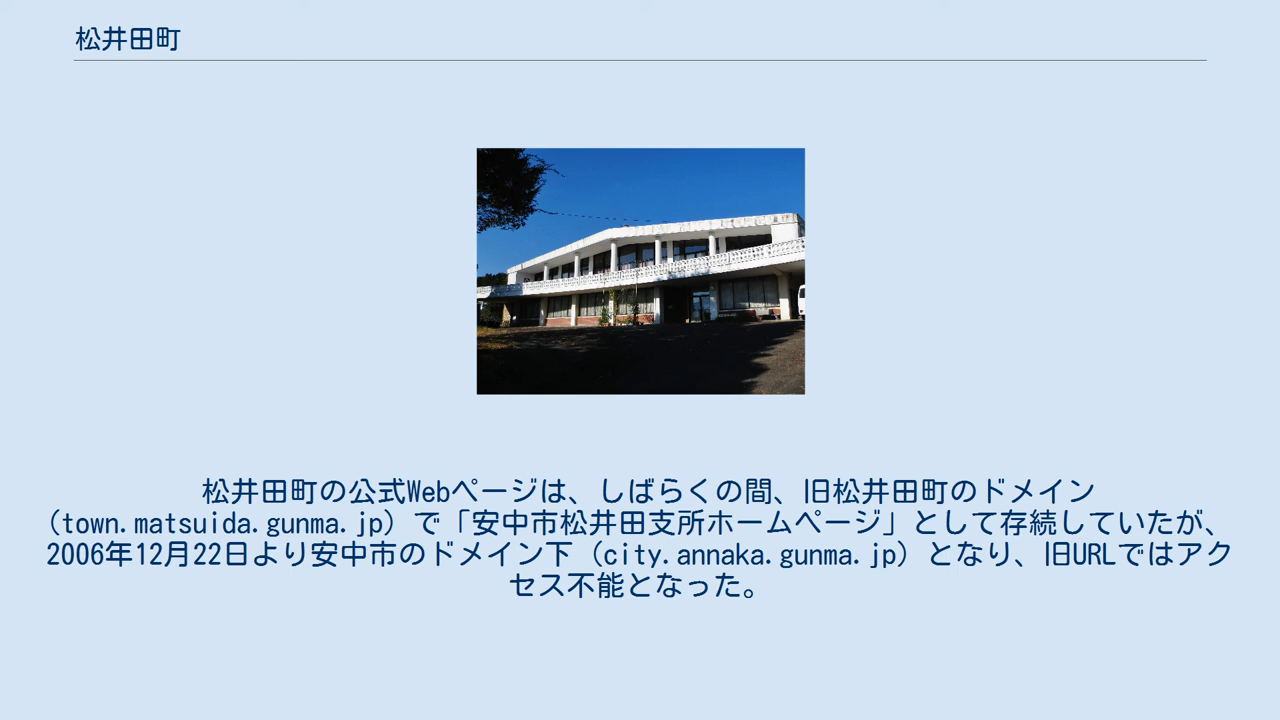 松井田町
松井田町の公式Webページは、しばらくの間、旧松井田町のドメイン
（town.matsuida.gunma.jp）で「安中市松井田支所ホームページ」として存続していたが、
2006年12月22日より安中市のドメイン下（city.annaka.gunma.jp）となり、旧URLではアク
セス不能となった。